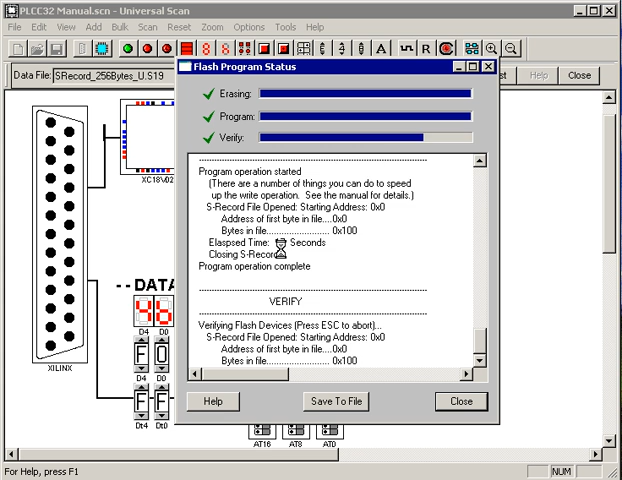 PLCC32 Manual.scn - Universal Scan
File Edit View Add Bulk Scan Run Zoom Options Tools Help
A R
Data File: SRecord_256Bytes_U.S19 Help Close
Flash Program Status
Erasing:
Program:
Verify:
Program operation started
(There are a number of things you can do to speed
up the write operation. See the manual for details.)
S-Record File Opened: Starting Address: 0x0
Address of first byte in file....0x0
Bytes in file...................... 0x100
Elaspsed Time: Seconds
Closing S-Record
Program operation complete
VERIFY
Verifying Flash Devices (Press ESC to abort)...
S-Record File Opened: Starting Address: 0x0
Address of first byte in file....0x0
Bytes in file...................... 0x100
Help Save To File Close
XC18V02
--DATA
46
D4 D0
F 0
D4 D0
F F
Dt4 Dt0
XILINX
AT16 AT8 AT0
For Help, press F1 NUM